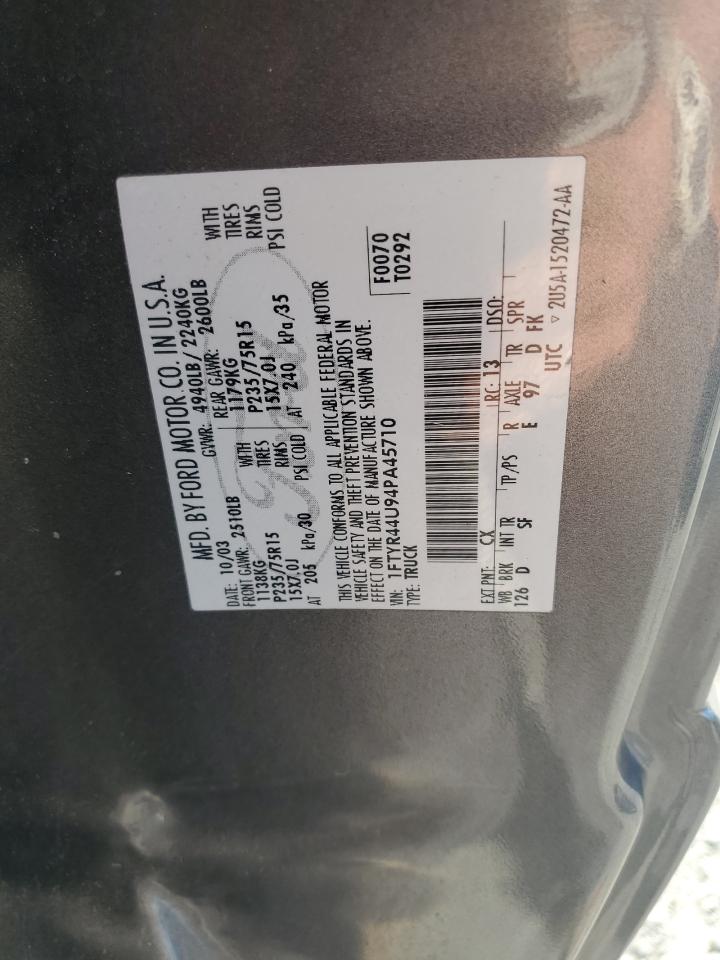 MFD. BY FORD MOTOR CO. IN U.S.A.
DATE: 10/03 GVWR: 4940LB / 2240KG
FRONT GAWR: 2510LB REAR GAWR: 2600LB
1138KG WITH 1179KG WITH
P235/75R15 TIRES P235/75R15 TIRES
15X7.0J RIMS 15X7.0J RIMS
AT 205 kPa/30 PSI COLD AT 240 kPa/35 PSI COLD
THIS VEHICLE CONFORMS TO ALL APPLICABLE FEDERAL MOTOR
VEHICLE SAFETY AND THEFT PREVENTION STANDARDS IN
EFFECT ON THE DATE OF MANUFACTURE SHOWN ABOVE.
VIN: 1FTYR44U94PA45710
TYPE: TRUCK
F0070
T0292
EXT PNT: CX RC: 13 DSO:
WB BRK INT TR TP/PS R AXLE TR SPR
126 D SF E 97 D FK
UTC ▽ 2U5A-1520472-AA
Ford